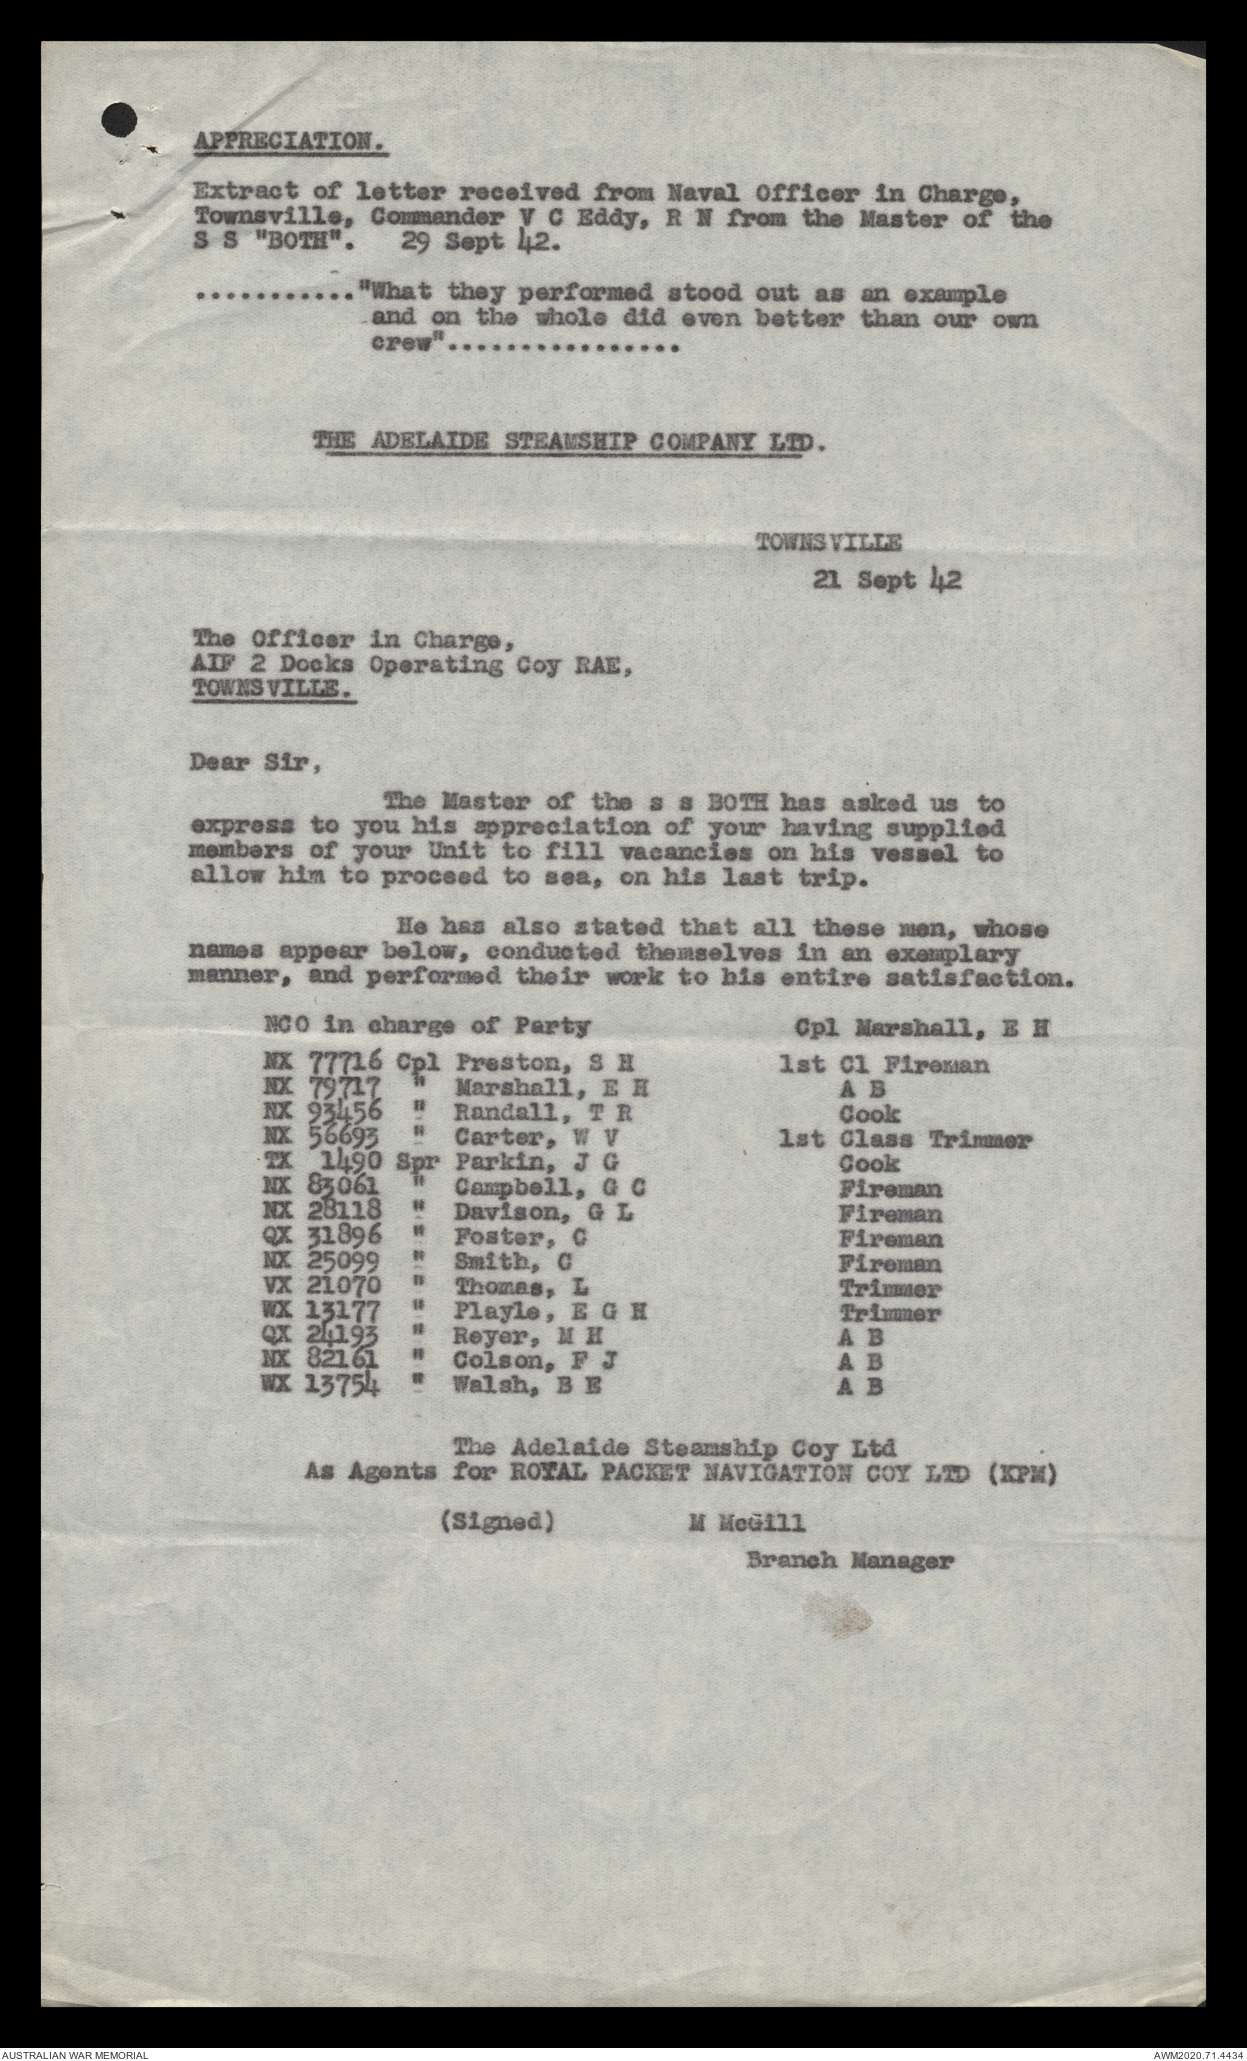 APPRECIATION.
Extract of letter received from Naval Officer in Charge,
Townsville, Commander V C Eddy, R N from the Master of the
S S "BOTH". 29 Sept 42.
..........."What they performed stood out as an example
and on the whole did even better than our own
crew"................
THE ADELAIDE STEAMSHIP COMPANY LTD.
TOWNSVILLE
21 Sept 42
The Officer in Charge,
AIF 2 Docks Operating Coy RAE,
TOWNSVILLE.
Dear Sir,
The Master of the s s BOTH has asked us to
express to you his appreciation of your having supplied
members of your Unit to fill vacancies on his vessel to
allow him to proceed to sea, on his last trip.
He has also stated that all these men, whose
names appear below, conducted themselves in an exemplary
manner, and performed their work to his entire satisfaction.
NCO in charge of Party Cpl Marshall, E H
NX 77716 Cpl Preston, S H 1st Cl Fireman
NX 79717 " Marshall, E H A B
NX 93456 " Randall, T R Cook
NX 56693 " Carter, W V 1st Class Trimmer
TX 1490 Spr Parkin, J G Cook
NX 83061 " Campbell, G C Fireman
NX 28118 " Davison, G L Fireman
QX 31896 " Foster, C Fireman
NX 25099 " Smith, C Fireman
VX 21070 " Thomas, L Trimmer
WX 13177 " Playle, E G H Trimmer
QX 24193 " Reyer, M H A B
NX 82161 " Colson, F J A B
WX 13754 " Walsh, B E A B
The Adelaide Steamship Coy Ltd
As Agents for ROYAL PACKET NAVIGATION COY LTD (KPM)
(Signed) M McGill
Branch Manager
AUSTRALIAN WAR MEMORIAL AWM2020.71.4434